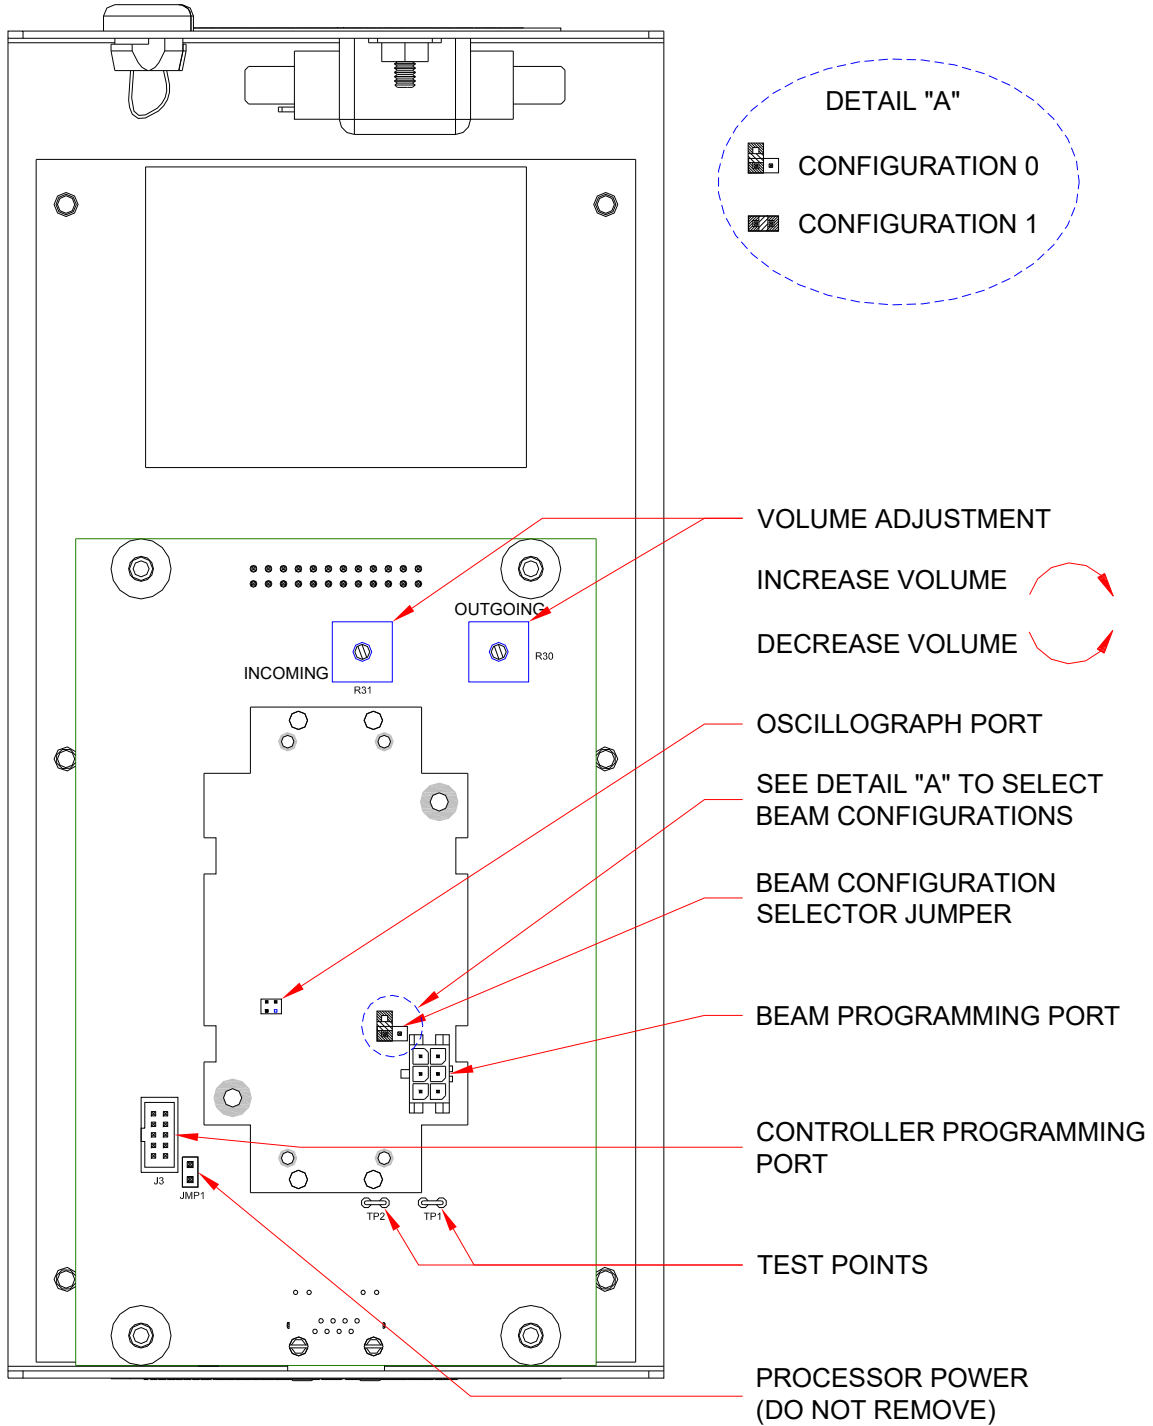 DETAIL "A"
CONFIGURATION 0
CONFIGURATION 1
VOLUME ADJUSTMENT
INCREASE VOLUME
OUTGOING
DECREASE VOLUME
R30
INCOMING
R31
OSCILLOGRAPH PORT
SEE DETAIL "A" TO SELECT
BEAM CONFIGURATIONS
BEAM CONFIGURATION
SELECTOR JUMPER
BEAM PROGRAMMING PORT
CONTROLLER PROGRAMMING
PORT
J3
JMP1
TP2
TP1
TEST POINTS
PROCESSOR POWER
(DO NOT REMOVE)